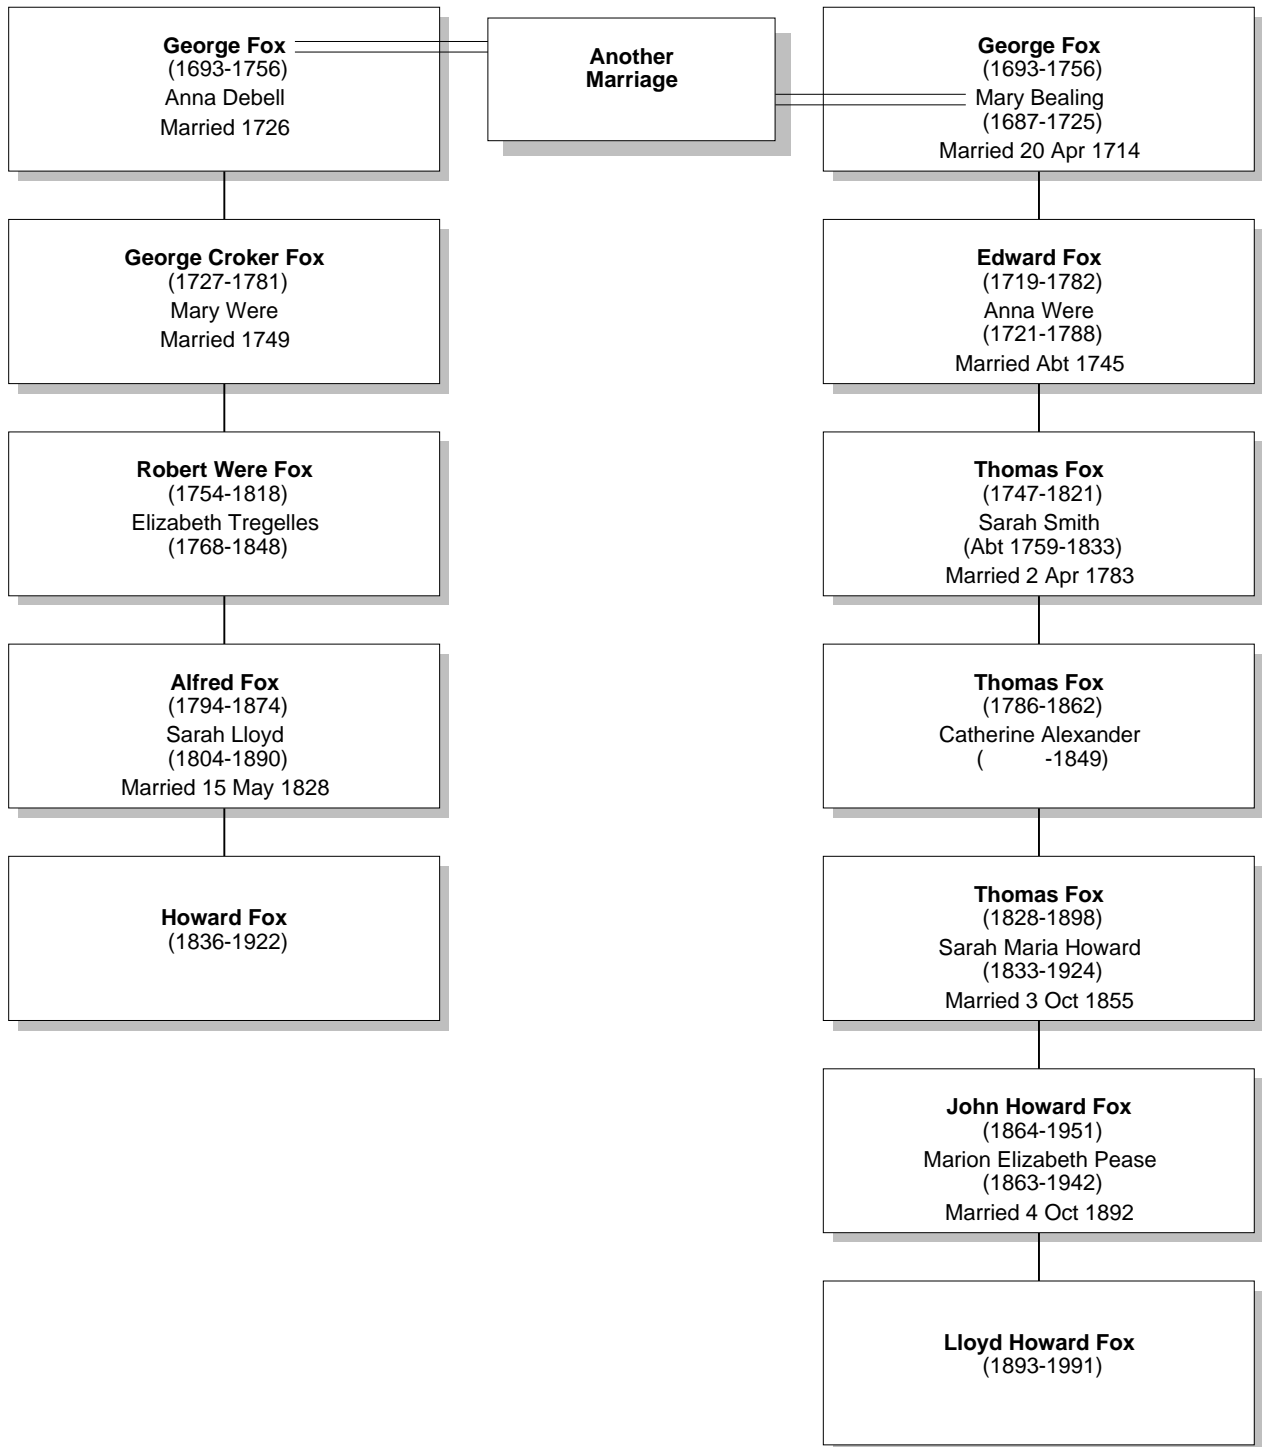 George Fox
(1693-1756)
Anna Debell
Married 1726
Another
Marriage
George Fox
(1693-1756)
Mary Bealing
(1687-1725)
Married 20 Apr 1714
George Croker Fox
(1727-1781)
Mary Were
Married 1749
Edward Fox
(1719-1782)
Anna Were
(1721-1788)
Married Abt 1745
Robert Were Fox
(1754-1818)
Elizabeth Tregelles
(1768-1848)
Thomas Fox
(1747-1821)
Sarah Smith
(Abt 1759-1833)
Married 2 Apr 1783
Alfred Fox
(1794-1874)
Sarah Lloyd
(1804-1890)
Married 15 May 1828
Thomas Fox
(1786-1862)
Catherine Alexander
(          -1849)
Howard Fox
(1836-1922)
Thomas Fox
(1828-1898)
Sarah Maria Howard
(1833-1924)
Married 3 Oct 1855
John Howard Fox
(1864-1951)
Marion Elizabeth Pease
(1863-1942)
Married 4 Oct 1892
Lloyd Howard Fox
(1893-1991)